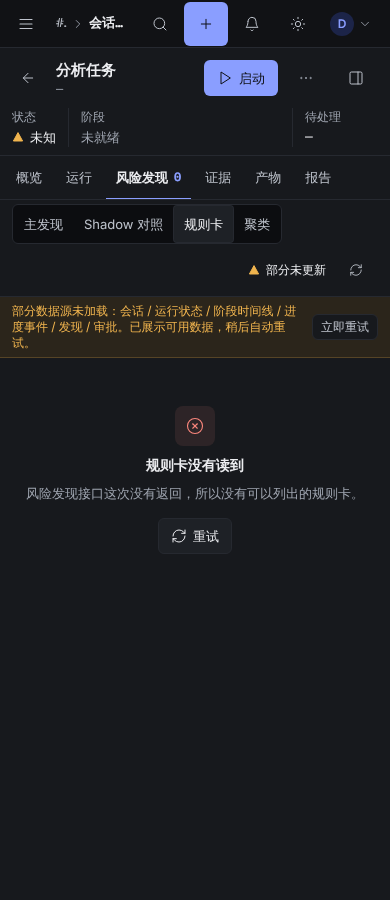 #. 会话… D
分析任务
–
启动
状态 阶段 待处理
未知 未就绪 –
概览 运行 风险发现 0 证据 产物 报告
主发现 Shadow 对照 规则卡 聚类
部分未更新
部分数据源未加载：会话 / 运行状态 / 阶段时间线 / 进
度事件 / 发现 / 审批。已展示可用数据，稍后自动重
试。
立即重试
规则卡没有读到
风险发现接口这次没有返回，所以没有可以列出的规则卡。
重试